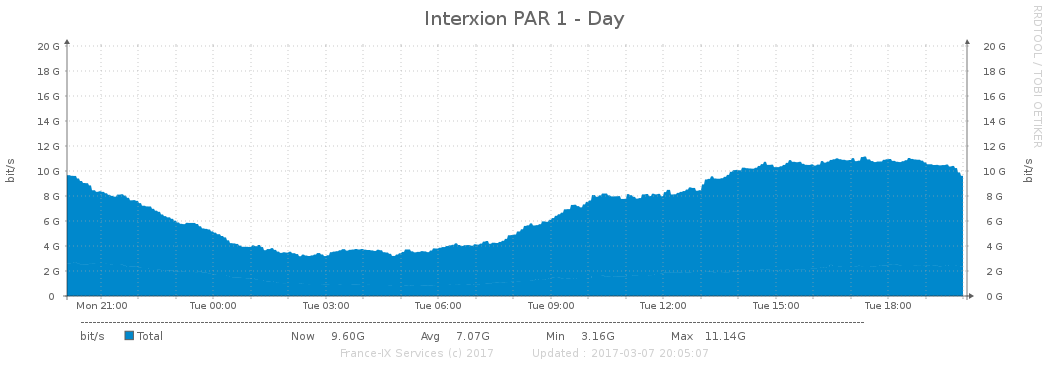 Interxion PAR 1 - Day
RRDTOOL / TOBI OETIKER
20 G 20 G
18 G 18 G
16 G 16 G
14 G 14 G
12 G 12 G
10 G 10 G
8 G 8 G
6 G 6 G
4 G 4 G
2 G 2 G
0 0 G
bit/s
bit/s
Mon 21:00 Tue 00:00 Tue 03:00 Tue 06:00 Tue 09:00 Tue 12:00 Tue 15:00 Tue 18:00
bit/s Total Now 9.60G Avg 7.07G Min 3.16G Max 11.14G
France-IX Services (c) 2017 Updated : 2017-03-07 20:05:07